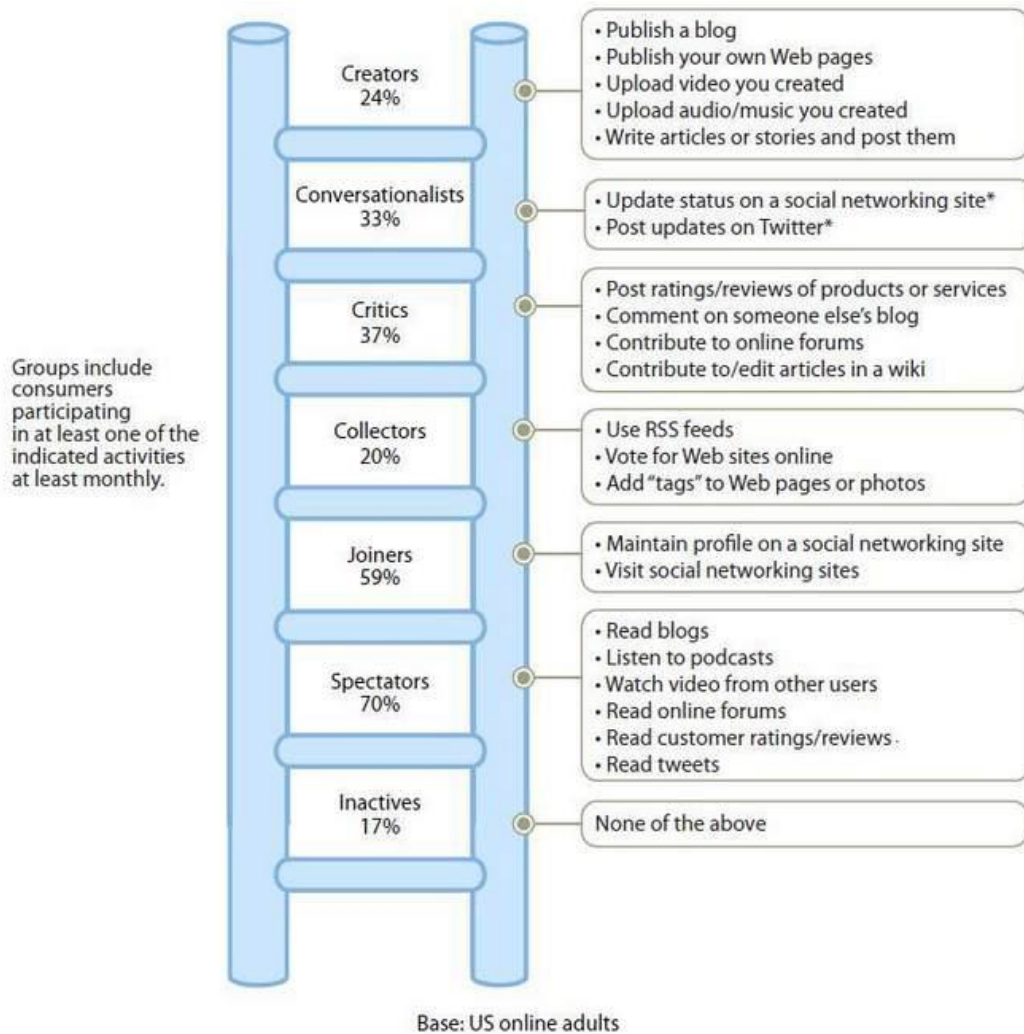 Creators
24%
• Publish a blog
• Publish your own Web pages
• Upload video you created
• Upload audio/music you created
• Write articles or stories and post them
Conversationalists
33%
• Update status on a social networking site*
• Post updates on Twitter*
Critics
37%
• Post ratings/reviews of products or services
• Comment on someone else's blog
• Contribute to online forums
• Contribute to/edit articles in a wiki
Groups include
consumers
participating
in at least one of the
indicated activities
at least monthly.
Collectors
20%
• Use RSS feeds
• Vote for Web sites online
• Add "tags" to Web pages or photos
Joiners
59%
• Maintain profile on a social networking site
• Visit social networking sites
Spectators
70%
• Read blogs
• Listen to podcasts
• Watch video from other users
• Read online forums
• Read customer ratings/reviews
• Read tweets
Inactives
17%
None of the above
Base: US online adults